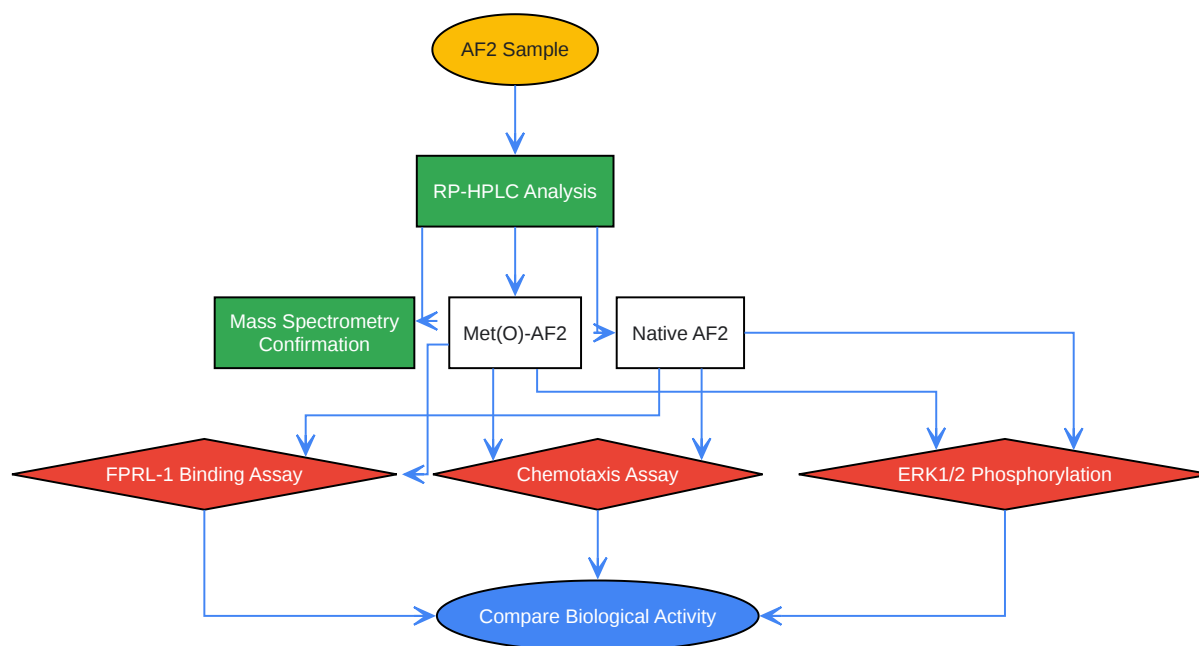 AF2 Sample
RP-HPLC Analysis
Mass Spectrometry
Confirmation
Met(O)-AF2
Native AF2
FPRL-1 Binding Assay
Chemotaxis Assay
ERK1/2 Phosphorylation
Compare Biological Activity